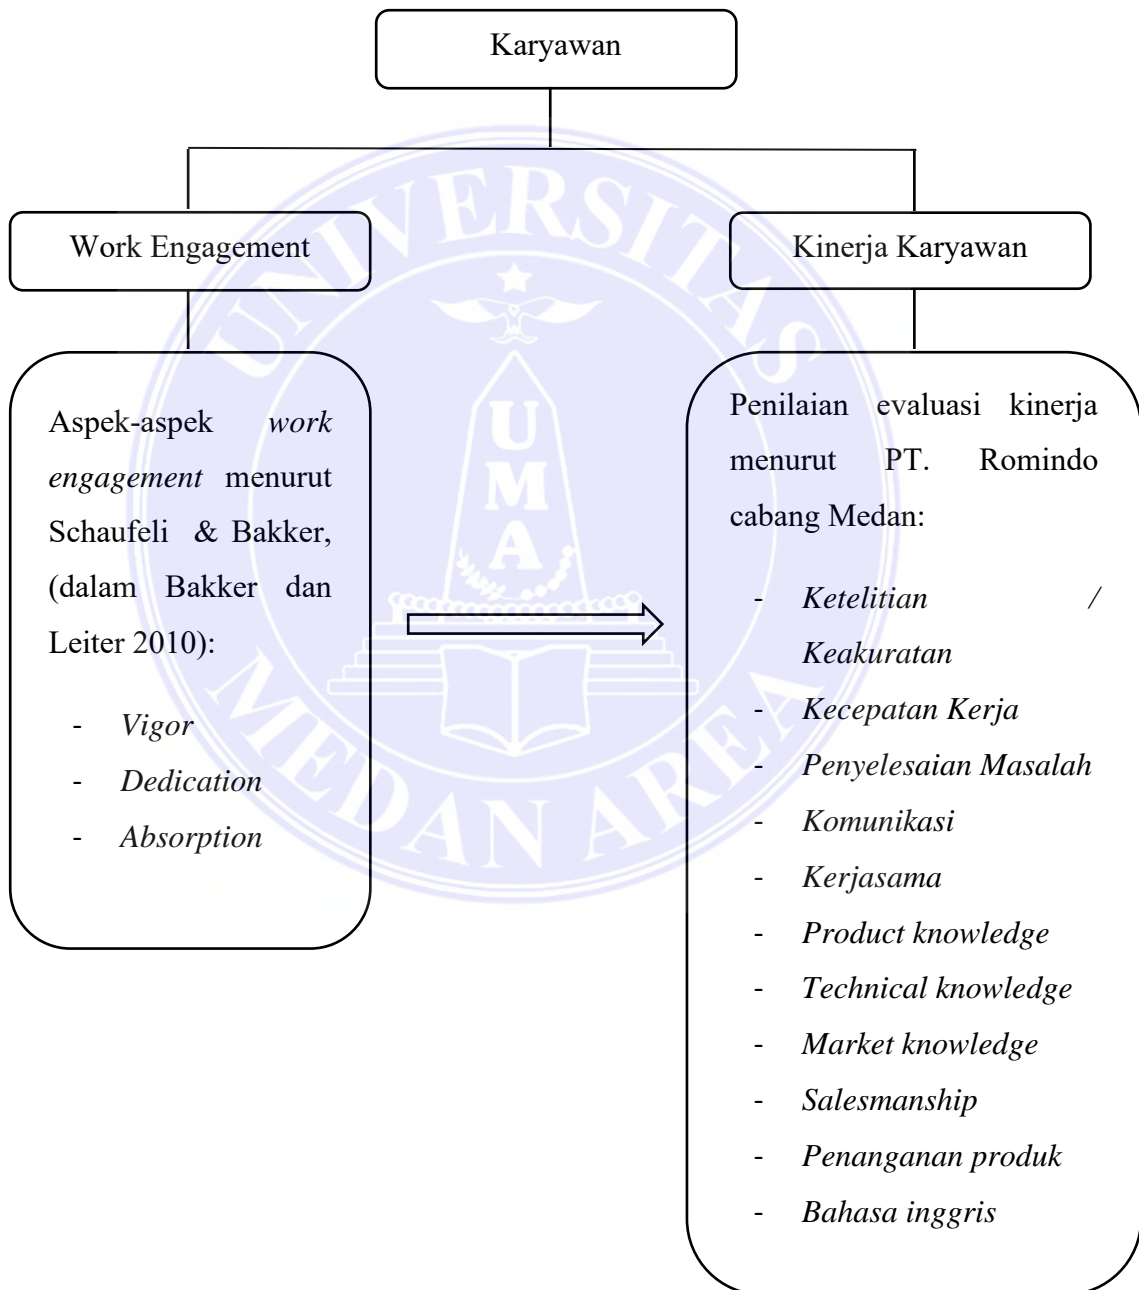 Karyawan
Work Engagement
Kinerja Karyawan
Aspek-aspek work
engagement menurut
Schaufeli & Bakker,
(dalam Bakker dan
Leiter 2010):
- Vigor
- Dedication
- Absorption
Penilaian evaluasi kinerja
menurut PT. Romindo
cabang Medan:
- Ketelitian /
Keakuratan
- Kecepatan Kerja
- Penyelesaian Masalah
- Komunikasi
- Kerjasama
- Product knowledge
- Technical knowledge
- Market knowledge
- Salesmanship
- Penanganan produk
- Bahasa inggris
UNIVERSITAS
UMA
MEDAN AREA